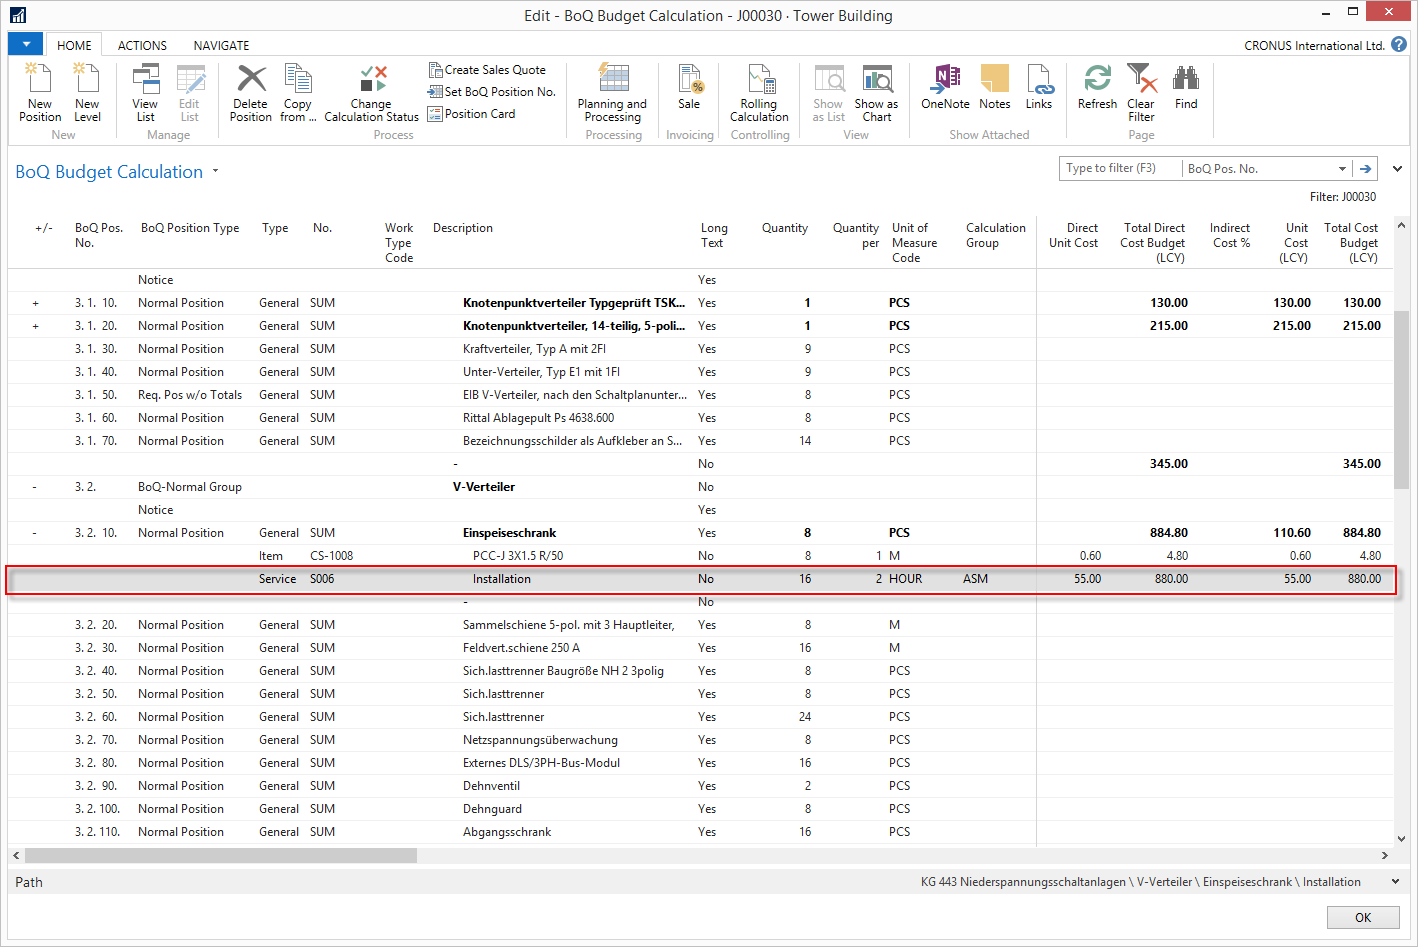 Edit - BoQ Budget Calculation - J00030 · Tower Building
HOME ACTIONS NAVIGATE CRONUS International Ltd. ?
New Position
New Level
New
View List
Edit List
Manage
Delete Position
Copy from ...
Change Calculation Status
Create Sales Quote
Set BoQ Position No.
Position Card
Process
Planning and Processing
Processing
Sale
Invoicing
Rolling Calculation
Controlling
Show as List
Show as Chart
View
OneNote
Notes
Links
Show Attached
Refresh
Clear Filter
Find
Page
BoQ Budget Calculation
Type to filter (F3) BoQ Pos. No.
Filter: J00030
+/- BoQ Pos. No. BoQ Position Type Type No. Work Type Code Description Long Text Quantity Quantity per Unit of Measure Code Calculation Group Direct Unit Cost Total Direct Cost Budget (LCY) Indirect Cost % Unit Cost (LCY) Total Cost Budget (LCY)
Notice Yes
+ 3. 1. 10. Normal Position General SUM Knotenpunktverteiler Typgeprüft TSK... Yes 1 PCS 130.00 130.00 130.00
+ 3. 1. 20. Normal Position General SUM Knotenpunktverteiler, 14-teilig, 5-poli... Yes 1 PCS 215.00 215.00 215.00
3. 1. 30. Normal Position General SUM Kraftverteiler, Typ A mit 2FI Yes 9 PCS
3. 1. 40. Normal Position General SUM Unter-Verteiler, Typ E1 mit 1FI Yes 9 PCS
3. 1. 50. Req. Pos w/o Totals General SUM EIB V-Verteiler, nach den Schaltplanunter... Yes 8 PCS
3. 1. 60. Normal Position General SUM Rittal Ablagepult Ps 4638.600 Yes 8 PCS
3. 1. 70. Normal Position General SUM Bezeichnungsschilder als Aufkleber an S... Yes 14 PCS
- No 345.00 345.00
- 3. 2. BoQ-Normal Group V-Verteiler No
Notice Yes
- 3. 2. 10. Normal Position General SUM Einspeiseschrank Yes 8 PCS 884.80 110.60 884.80
Item CS-1008 PCC-J 3X1.5 R/50 No 8 1 M 0.60 4.80 0.60 4.80
Service S006 Installation No 16 2 HOUR ASM 55.00 880.00 55.00 880.00
- No
3. 2. 20. Normal Position General SUM Sammelschiene 5-pol. mit 3 Hauptleiter, Yes 8 M
3. 2. 30. Normal Position General SUM Feldvert.schiene 250 A Yes 16 M
3. 2. 40. Normal Position General SUM Sich.lasttrenner Baugröße NH 2 3polig Yes 8 PCS
3. 2. 50. Normal Position General SUM Sich.lasttrenner Yes 8 PCS
3. 2. 60. Normal Position General SUM Sich.lasttrenner Yes 24 PCS
3. 2. 70. Normal Position General SUM Netzspannungsüberwachung Yes 8 PCS
3. 2. 80. Normal Position General SUM Externes DLS/3PH-Bus-Modul Yes 16 PCS
3. 2. 90. Normal Position General SUM Dehnventil Yes 2 PCS
3. 2. 100. Normal Position General SUM Dehnguard Yes 8 PCS
3. 2. 110. Normal Position General SUM Abgangsschrank Yes 16 PCS
Path KG 443 Niederspannungsschaltanlagen \ V-Verteiler \ Einspeiseschrank \ Installation
OK